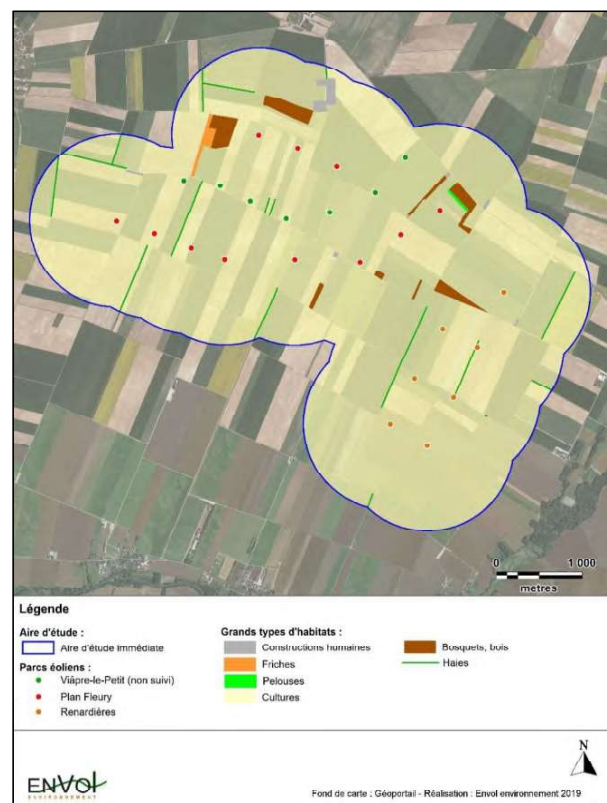 0 1 000
mètres
Légende
Aire d'étude :
Aire d'étude immédiate
Parcs éoliens :
Viâpre-le-Petit (non suivi)
Plan Fleury
Renardières
Grands types d'habitats :
Constructions humaines
Friches
Pelouses
Cultures
Bosquets, bois
Haies
N
ENVOL
ENVIRONNEMENT
Fond de carte : Géoportail - Réalisation : Envol environnement 2019